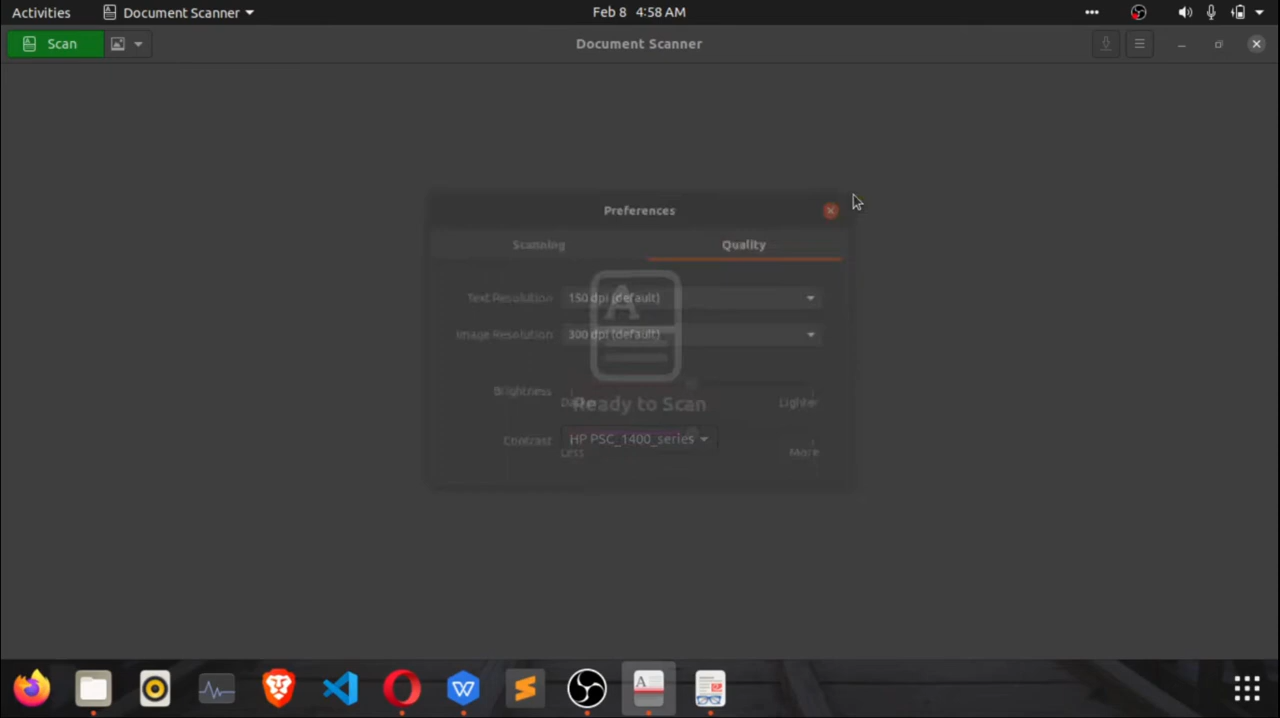 Activities Document Scanner Feb 8 4:58 AM
Scan Document Scanner
Preferences
Scanning Quality
Text Resolution 150 dpi (default)
Image Resolution 300 dpi (default)
Brightness
Darker Lighter
Ready to Scan
Contrast HP PSC_1400_series
Less More